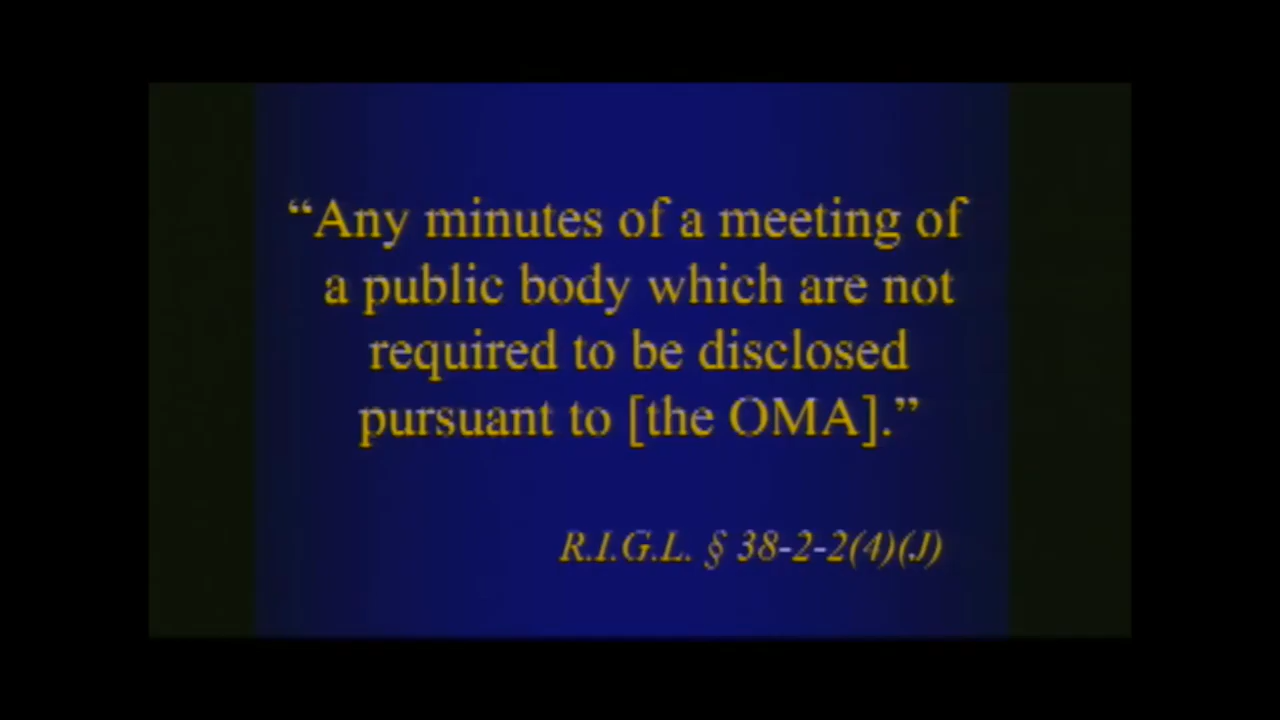 “Any minutes of a meeting of
a public body which are not
required to be disclosed
pursuant to [the OMA].”
R.I.G.L. § 38-2-2(4)(J)